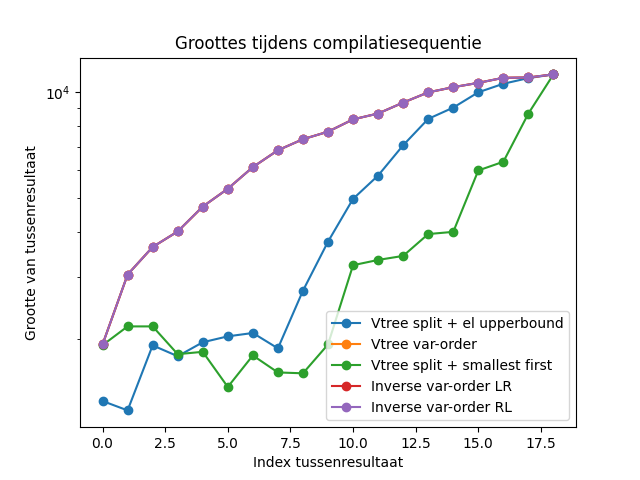 Groottes tijdens compilatiesequentie
10⁴
Grootte van tussenresultaat
Vtree split + el upperbound
Vtree var-order
Vtree split + smallest first
Inverse var-order LR
Inverse var-order RL
0.0 2.5 5.0 7.5 10.0 12.5 15.0 17.5
Index tussenresultaat